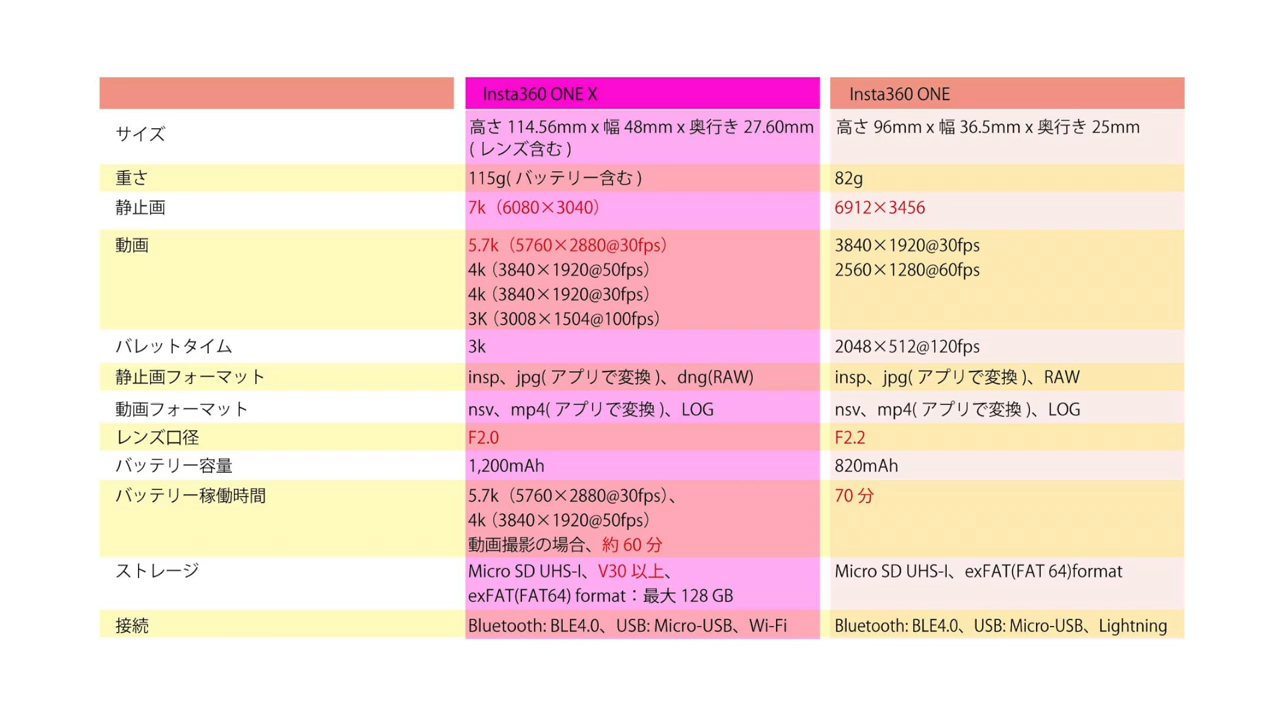 Insta360 ONE X
Insta360 ONE
サイズ
高さ 114.56mm x 幅 48mm x 奥行き 27.60mm
( レンズ含む )
高さ 96mm x 幅 36.5mm x 奥行き 25mm
重さ
115g( バッテリー含む )
82g
静止画
7k（6080×3040）
6912×3456
動画
5.7k（5760×2880@30fps）
4k（3840×1920@50fps）
4k（3840×1920@30fps）
3K（3008×1504@100fps）
3840×1920@30fps
2560×1280@60fps
バレットタイム
3k
2048×512@120fps
静止画フォーマット
insp、jpg( アプリで変換 )、dng(RAW)
insp、jpg( アプリで変換 )、RAW
動画フォーマット
nsv、mp4( アプリで変換 )、LOG
nsv、mp4( アプリで変換 )、LOG
レンズ口径
F2.0
F2.2
バッテリー容量
1,200mAh
820mAh
バッテリー稼働時間
5.7k（5760×2880@30fps）、
4k（3840×1920@50fps）
動画撮影の場合、約 60 分
70 分
ストレージ
Micro SD UHS-I、V30 以上、
exFAT(FAT64) format：最大 128 GB
Micro SD UHS-I、exFAT(FAT 64)format
接続
Bluetooth: BLE4.0、USB: Micro-USB、Wi-Fi
Bluetooth: BLE4.0、USB: Micro-USB、Lightning